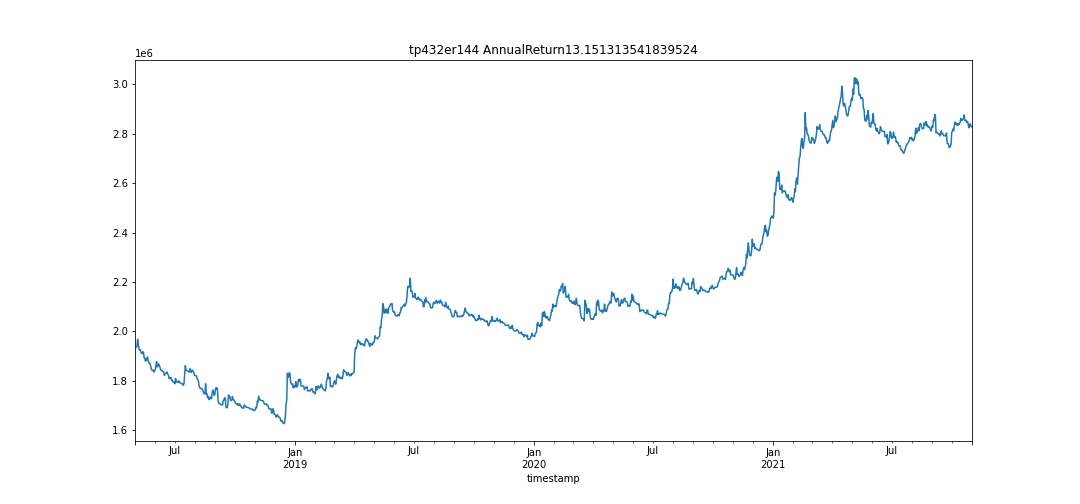 tp432er144 AnnualReturn13.151313541839524
1e6
3.0
2.8
2.6
2.4
2.2
2.0
1.8
1.6
Jul Jan Jul Jan Jul Jan Jul
2019 2020 2021
timestamp